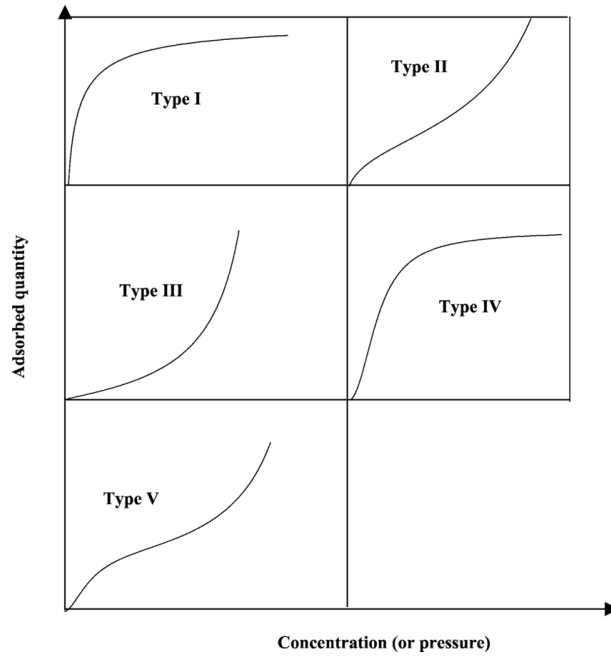 Type I
Type II
Type III
Type IV
Type V
Adsorbed quantity
Concentration (or pressure)